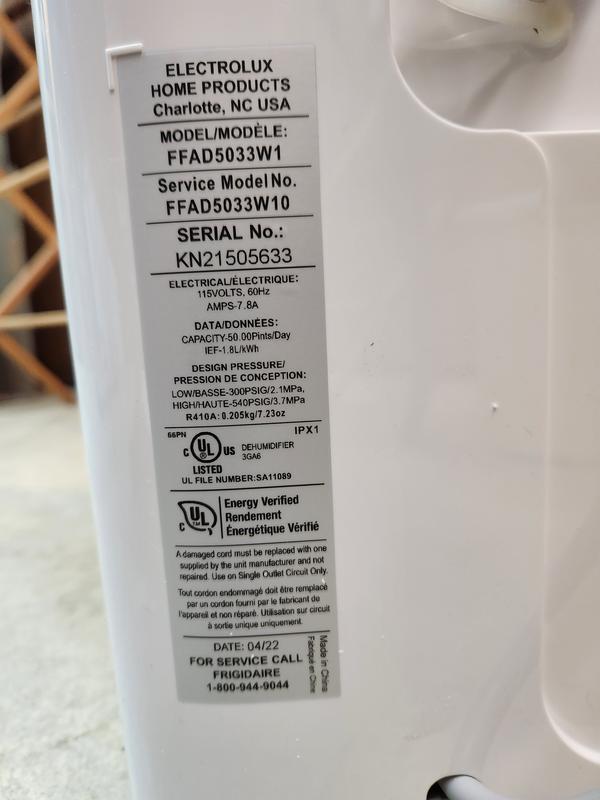 ELECTROLUX
HOME PRODUCTS
Charlotte, NC USA
MODEL/MODÈLE:
FFAD5033W1
Service Model No.
FFAD5033W10
SERIAL No.:
KN21505633
ELECTRICAL/ÉLECTRIQUE:
115VOLTS, 60Hz
AMPS-7.8A
DATA/DONNÉES:
CAPACITY-50.00Pints/Day
IEF-1.8L/kWh
DESIGN PRESSURE/
PRESSION DE CONCEPTION:
LOW/BASSE-300PSIG/2.1MPa,
HIGH/HAUTE-540PSIG/3.7MPa
R410A: 0.205kg/7.23oz
66PN IPX1
C UL ® US DEHUMIDIFIER
3GA6
LISTED
UL FILE NUMBER:SA11089
C UL TM Energy Verified
Rendement
Énergétique Vérifié
A damaged cord must be replaced with one
supplied by the unit manufacturer and not
repaired. Use on Single Outlet Circuit Only.
Tout cordon endommagé doit être remplacé
par un cordon fourni par le fabricant de
l'appareil et non réparé. Utilisation sur circuit
à sortie unique uniquement.
DATE: 04/22
FOR SERVICE CALL
FRIGIDAIRE
1-800-944-9044
Made in China
Fabriqué en Chine